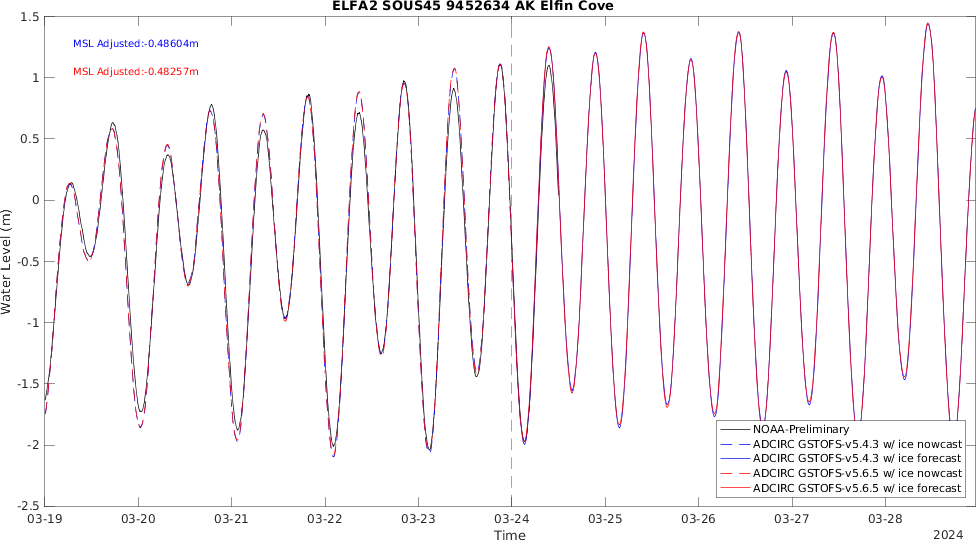 ELFA2 SOUS45 9452634 AK Elfin Cove
MSL Adjusted:-0.48604m
MSL Adjusted:-0.48257m
Water Level (m)
1.5
1
0.5
0
-0.5
-1
-1.5
-2
-2.5
NOAA-Preliminary
ADCIRC GSTOFS-v5.4.3 w/ ice nowcast
ADCIRC GSTOFS-v5.4.3 w/ ice forecast
ADCIRC GSTOFS-v5.6.5 w/ ice nowcast
ADCIRC GSTOFS-v5.6.5 w/ ice forecast
03-19 03-20 03-21 03-22 03-23 03-24 03-25 03-26 03-27 03-28
Time
2024